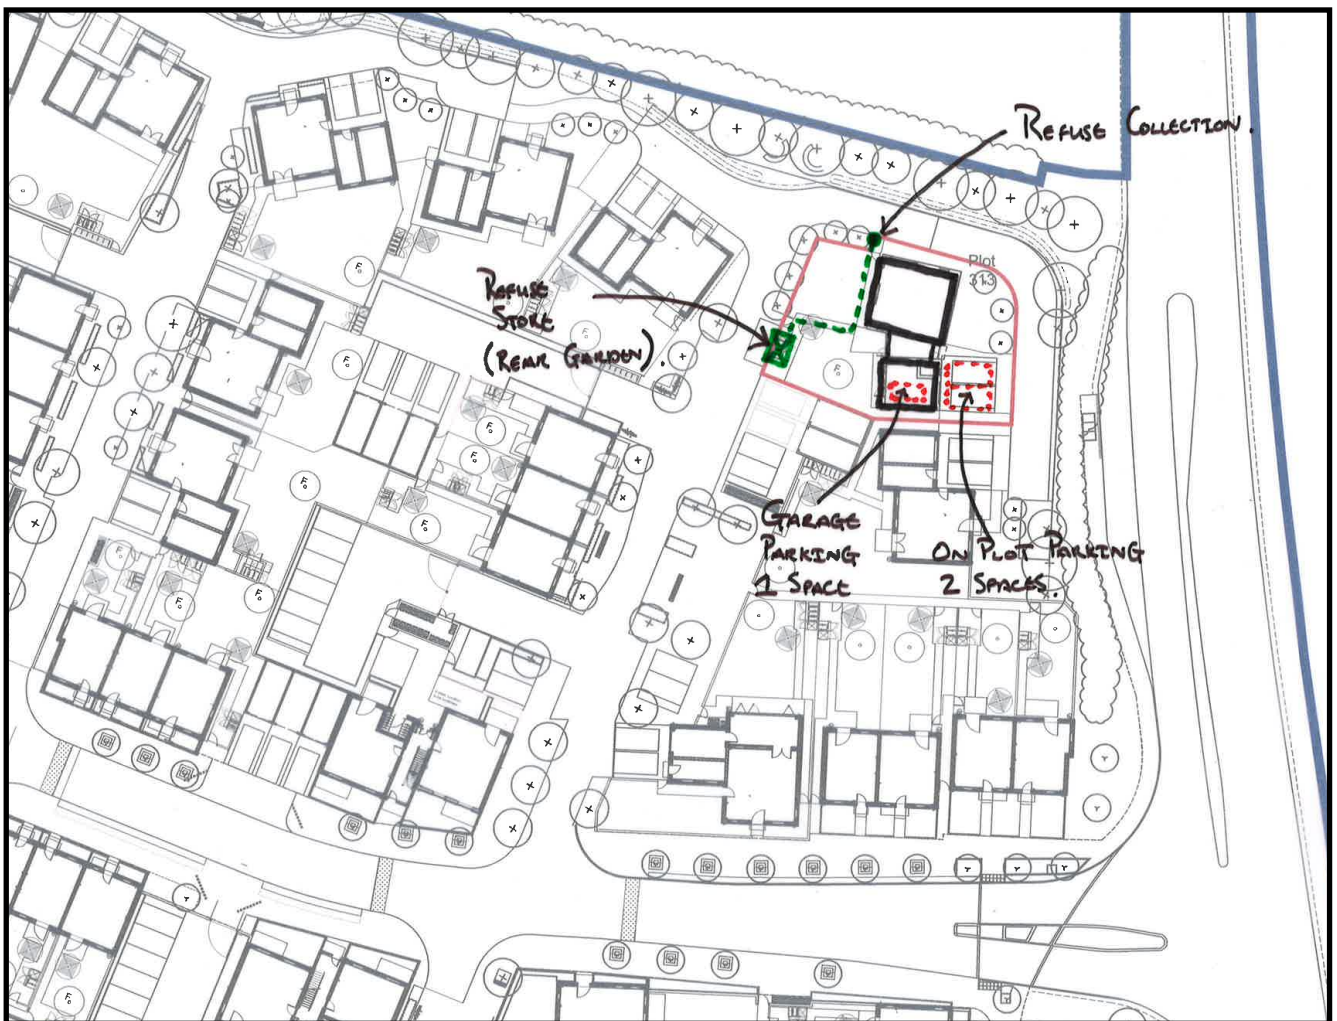 REFUSE COLLECTION.
Plot
313
REFUSE
STORE
(REAR GARDEN).
GARAGE
PARKING
1 SPACE
ON PLOT PARKING
2 SPACES.